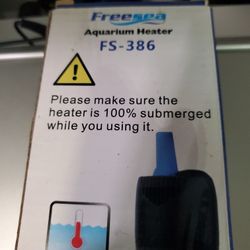 Freesea
Aquarium Heater
FS-386
Please make sure the
heater is 100% submerged
while you using it.